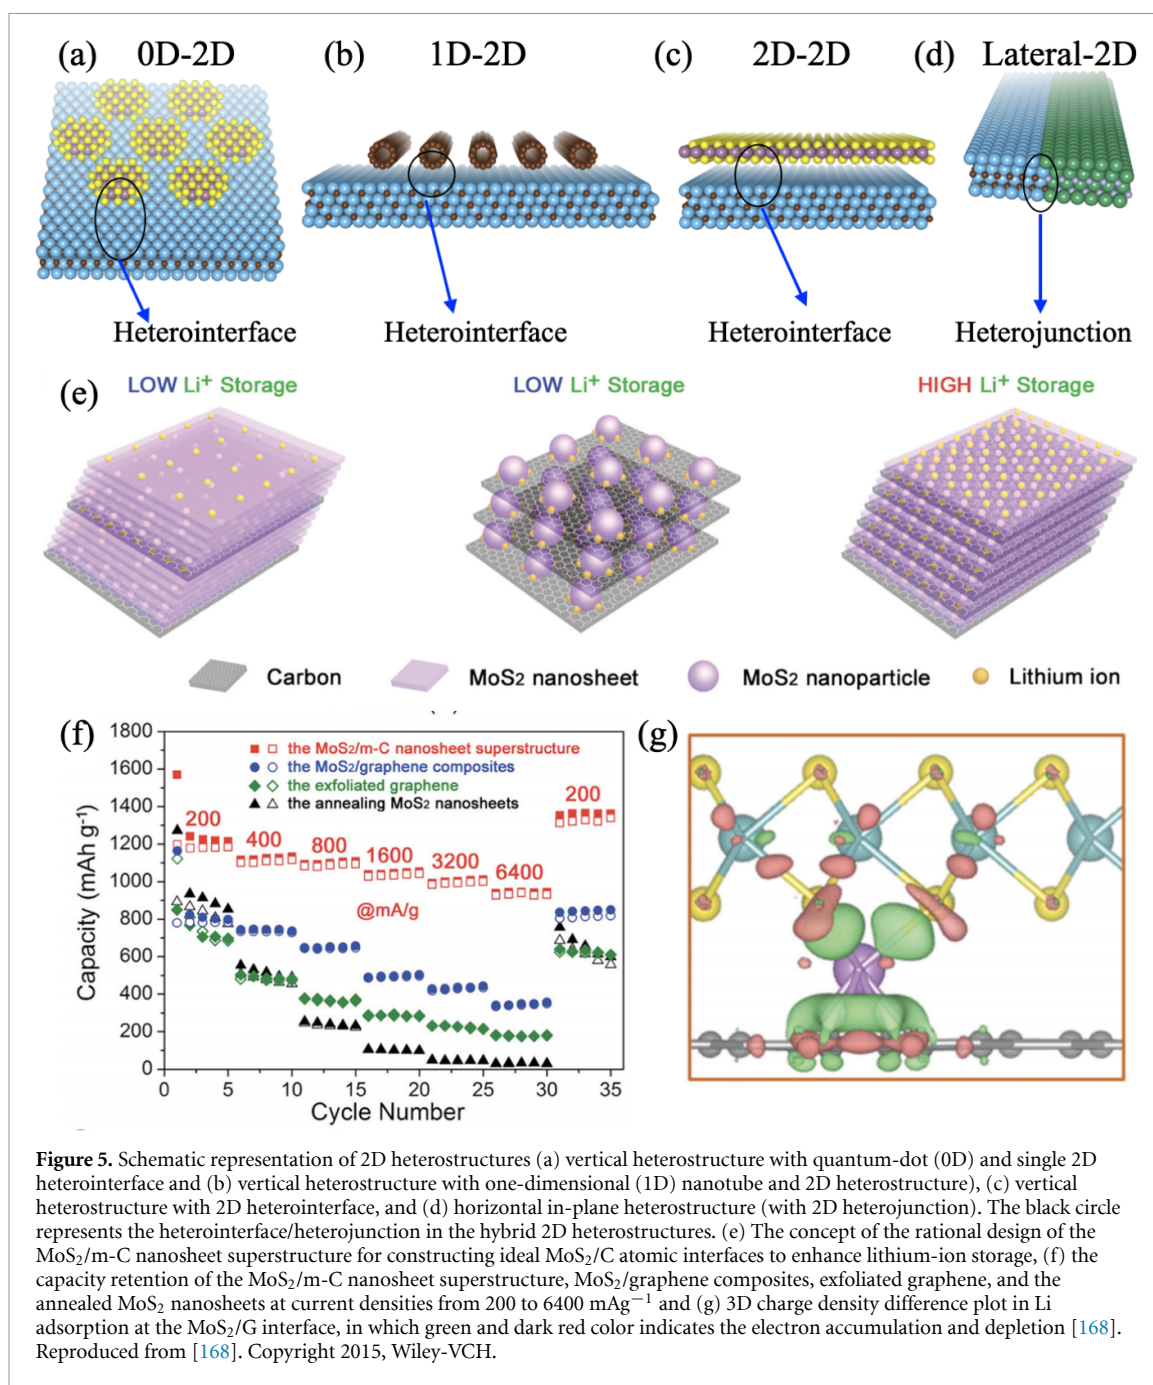 (a) 0D-2D (b) 1D-2D (c) 2D-2D (d) Lateral-2D
Heterointerface Heterointerface Heterointerface Heterojunction
(e) LOW Li⁺ Storage LOW Li⁺ Storage HIGH Li⁺ Storage
Carbon MoS₂ nanosheet MoS₂ nanoparticle Lithium ion
(f) (g)
Capacity (mAh g⁻¹)
1800
1600
1400
1200
1000
800
600
400
200
0
the MoS₂/m-C nanosheet superstructure
the MoS₂/graphene composites
the exfoliated graphene
the annealing MoS₂ nanosheets
200 400 800 1600 3200 6400 200
@mA/g
0 5 10 15 20 25 30 35
Cycle Number
Figure 5. Schematic representation of 2D heterostructures (a) vertical heterostructure with quantum-dot (0D) and single 2D
heterointerface and (b) vertical heterostructure with one-dimensional (1D) nanotube and 2D heterostructure), (c) vertical
heterostructure with 2D heterointerface, and (d) horizontal in-plane heterostructure (with 2D heterojunction). The black circle
represents the heterointerface/heterojunction in the hybrid 2D heterostructures. (e) The concept of the rational design of the
MoS₂/m-C nanosheet superstructure for constructing ideal MoS₂/C atomic interfaces to enhance lithium-ion storage, (f) the
capacity retention of the MoS₂/m-C nanosheet superstructure, MoS₂/graphene composites, exfoliated graphene, and the
annealed MoS₂ nanosheets at current densities from 200 to 6400 mAg⁻¹ and (g) 3D charge density difference plot in Li
adsorption at the MoS₂/G interface, in which green and dark red color indicates the electron accumulation and depletion [168].
Reproduced from [168]. Copyright 2015, Wiley-VCH.